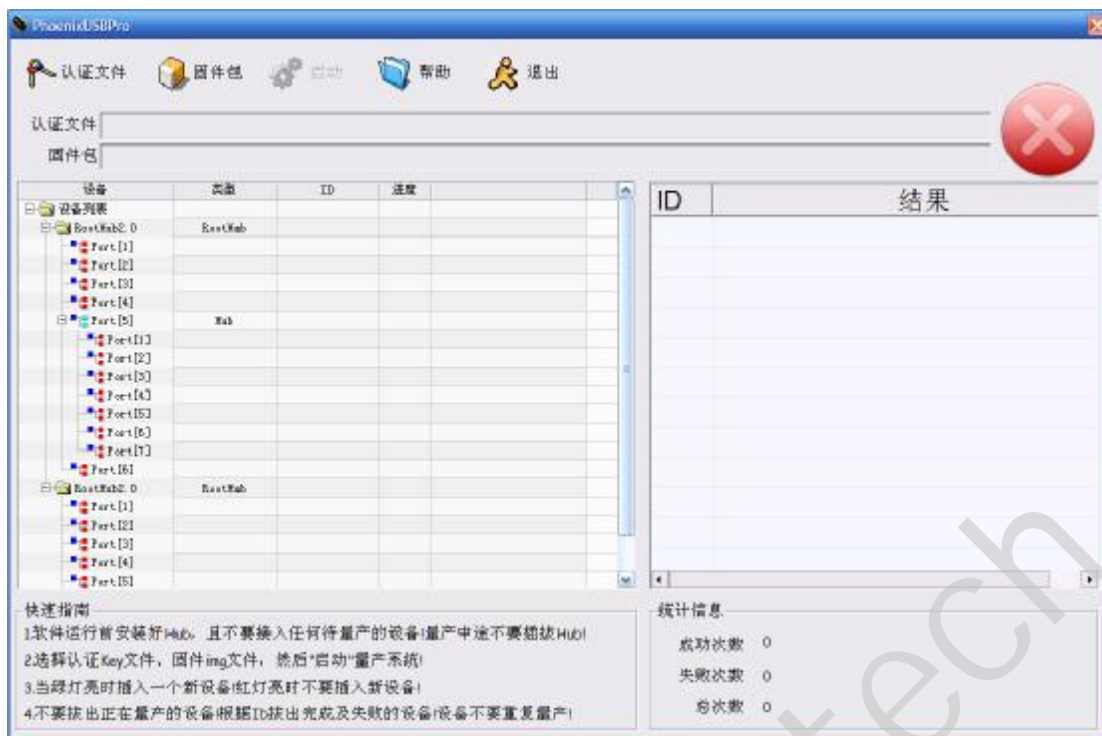 PhoenixUSBPro
认证文件 固件包 启动 帮助 退出
认证文件
固件包
设备 类型 ID 进度
设备列表
RootHub2.0 RootHub
Port[1]
Port[2]
Port[3]
Port[4]
Port[5] Hub
Port[1]
Port[2]
Port[3]
Port[4]
Port[5]
Port[6]
Port[7]
Port[6]
RootHub2.0 RootHub
Port[1]
Port[2]
Port[3]
Port[4]
Port[5]
ID 结果
快速指南
1.软件运行前安装好Hub，且不要接入任何待量产的设备!量产中途不要插拔Hub!
2.选择认证Key文件，固件img文件，然后"启动"量产系统!
3.当绿灯亮时插入一个新设备!红灯亮时不要插入新设备!
4.不要拔出正在量产的设备!根据ID拔出完成及失败的设备!设备不要重复量产!
统计信息
成功次数 0
失败次数 0
总次数 0
tech